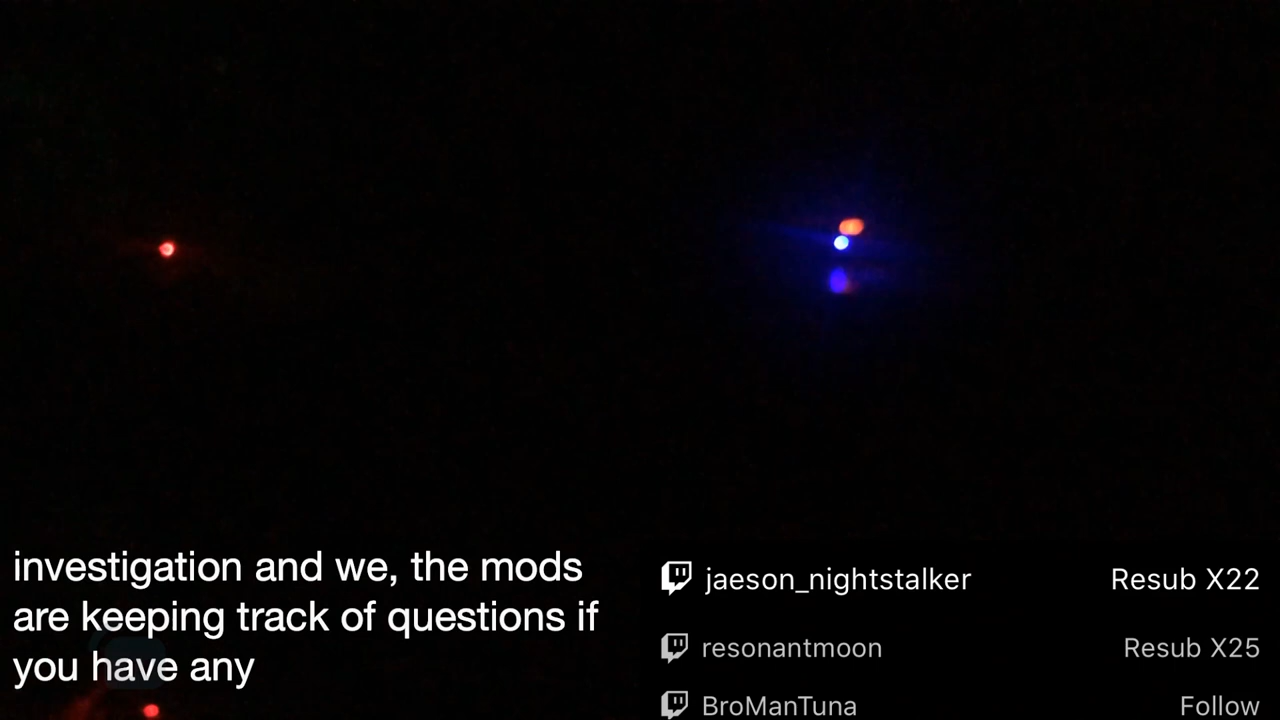 investigation and we, the mods
are keeping track of questions if
you have any
jaeson_nightstalker Resub X22
resonantmoon Resub X25
BroManTuna Follow